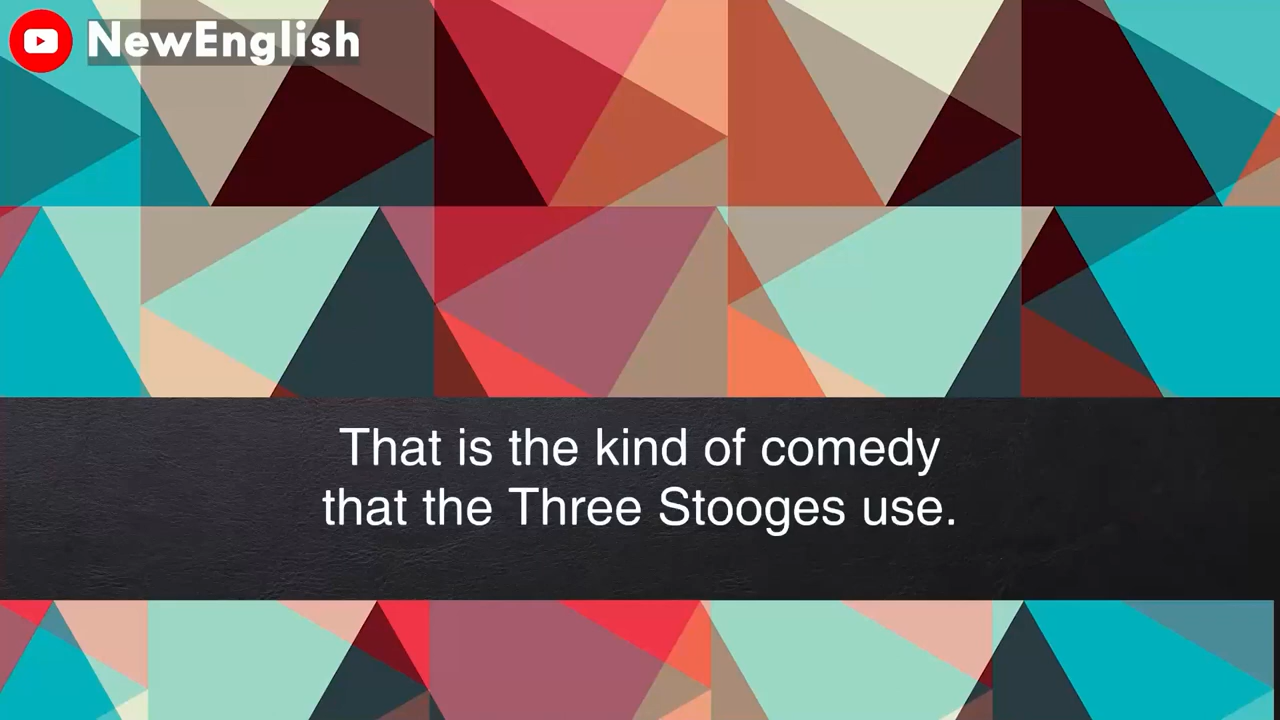 NewEnglish
That is the kind of comedy
that the Three Stooges use.